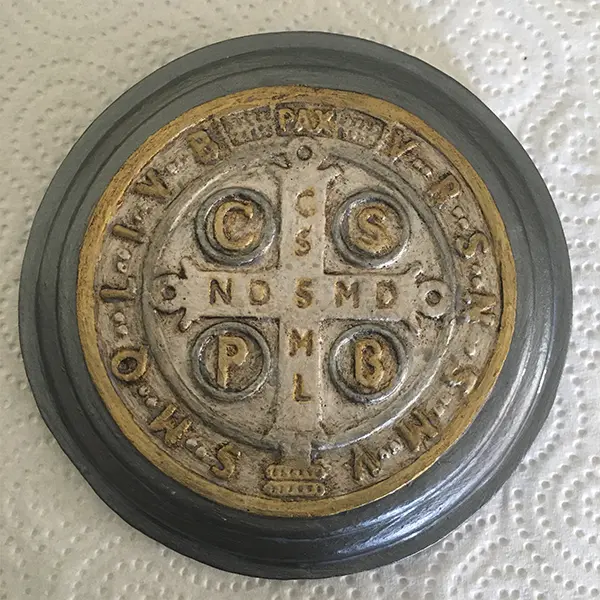 PAX
V·R·S·N·S·M·V
S·M·Q·L·I·V·B
C S
P B
C
S
S
M
L
N D S M D